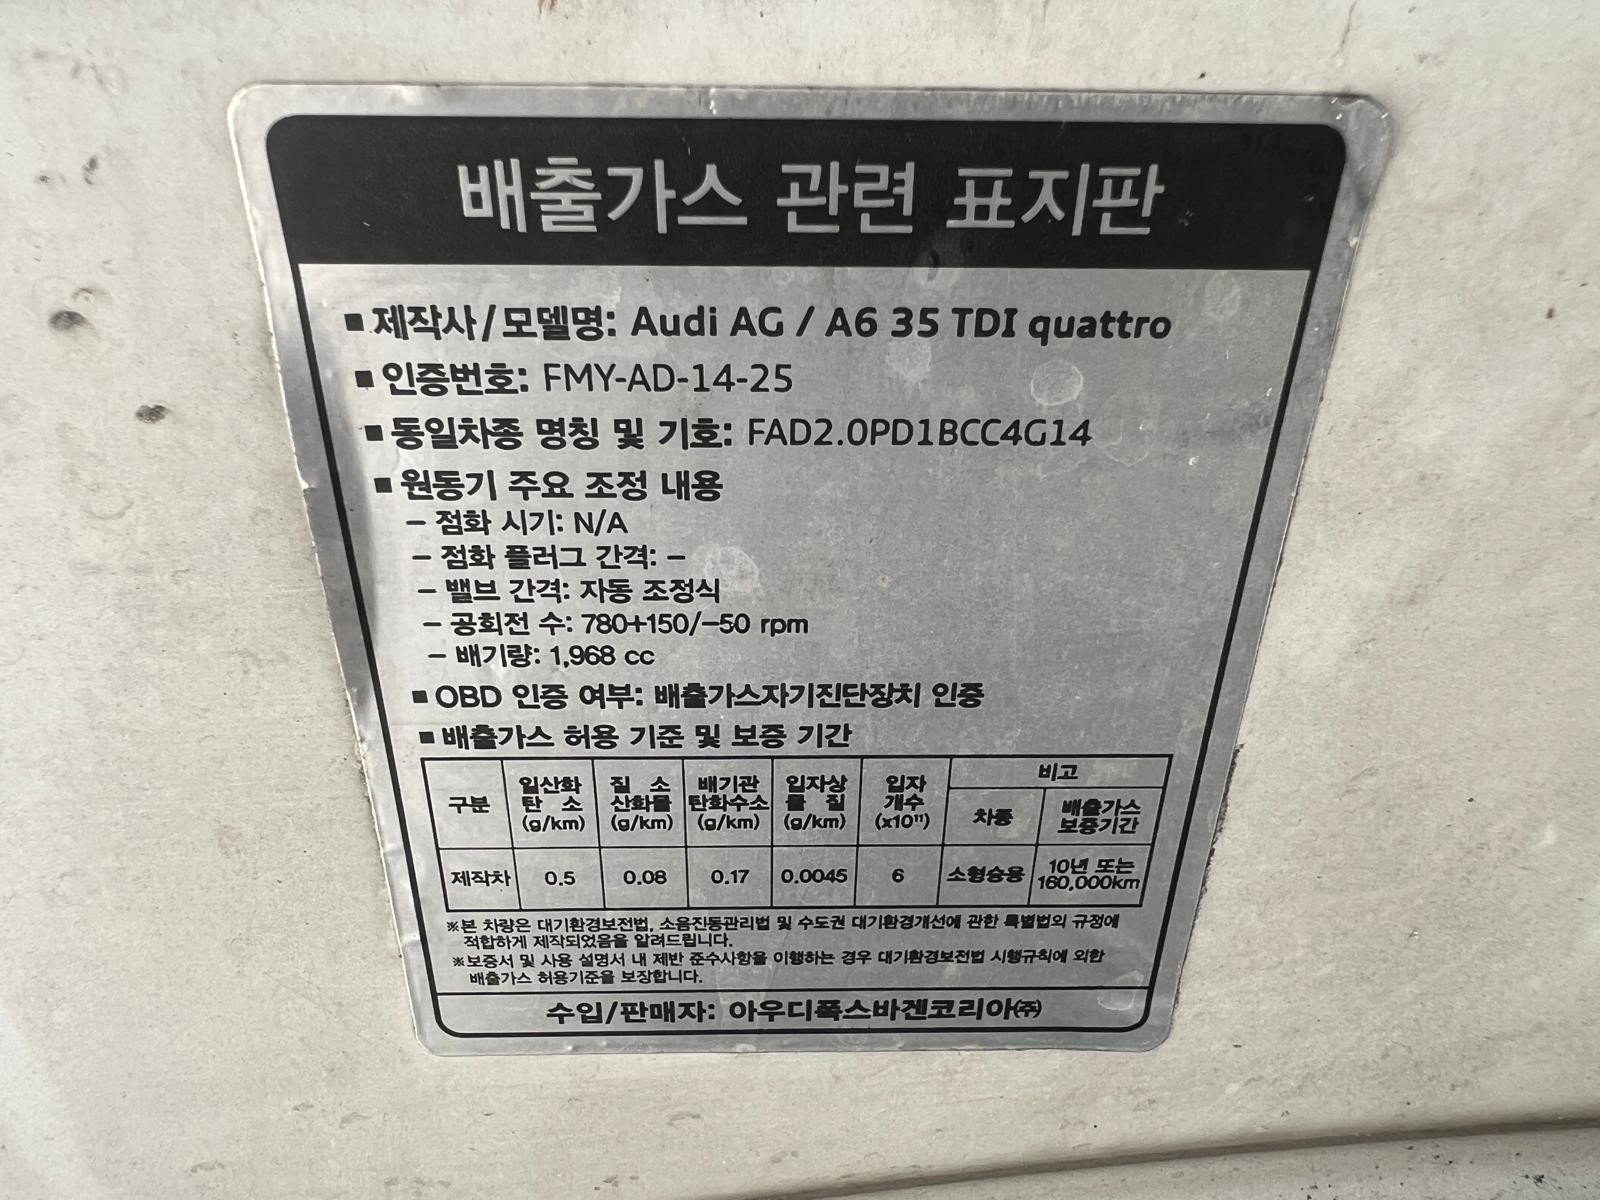 배출가스 관련 표지판
■ 제작사/모델명: Audi AG / A6 35 TDI quattro
■ 인증번호: FMY-AD-14-25
■ 동일차종 명칭 및 기호: FAD2.0PD1BCC4G14
■ 원동기 주요 조정 내용
– 점화 시기: N/A
– 점화 플러그 간격: –
– 밸브 간격: 자동 조정식
– 공회전 수: 780+150/–50 rpm
– 배기량: 1,968 cc
■ OBD 인증 여부: 배출가스자기진단장치 인증
■ 배출가스 허용 기준 및 보증 기간
구분 일산화탄소 (g/km) 질소산화물 (g/km) 배기관탄화수소 (g/km) 입자상물질 (g/km) 입자개수 (x10¹¹) 비고
차종 배출가스보증기간
제작차 0.5 0.08 0.17 0.0045 6 소형승용 10년 또는 160,000km
※본 차량은 대기환경보전법, 소음진동관리법 및 수도권 대기환경개선에 관한 특별법의 규정에
적합하게 제작되었음을 알려드립니다.
※보증서 및 사용 설명서 내 제반 준수사항을 이행하는 경우 대기환경보전법 시행규칙에 의한
배출가스 허용기준을 보장합니다.
수입/판매자: 아우디폭스바겐코리아㈜